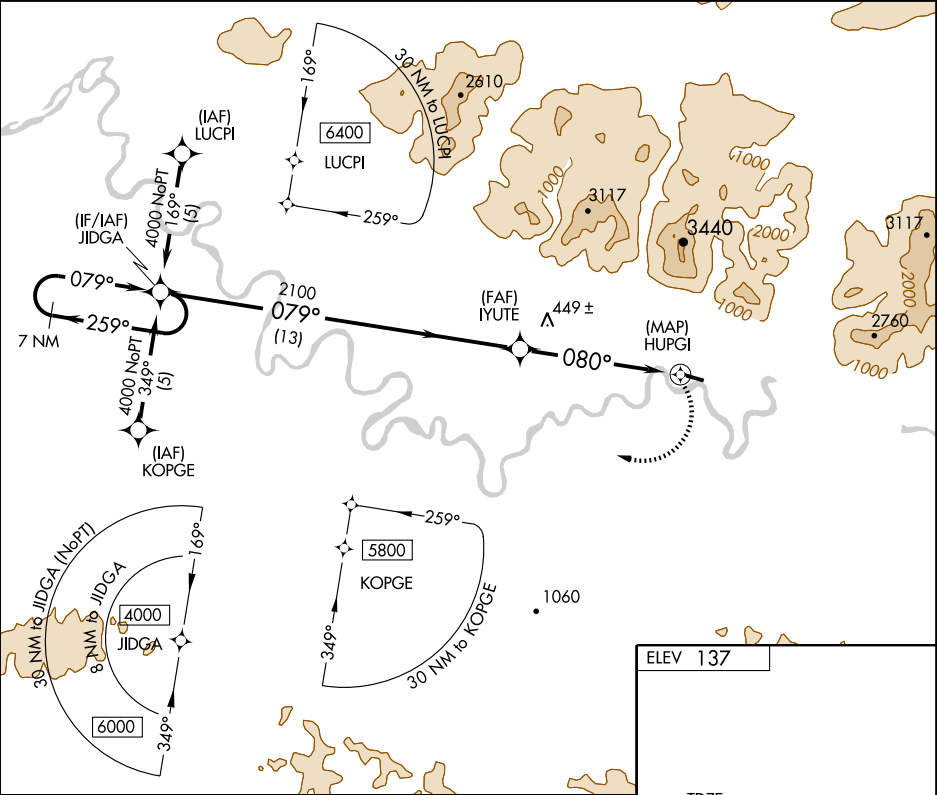 169°
30 NM to LUCPI
2610
6400
LUCPI
259°
(IAF)
LUCPI
4000 NoPT
169°
(5)
(IF/IAF)
JIDGA
079°
259°
7 NM
4000 NoPT
349°
(5)
(IAF)
KOPGE
2100
079°
(13)
(FAF)
IYUTE
449 ±
080°
(MAP)
HUPGI
1000
3117
3440
1000
2000
1000
3117
2000
2760
1000
30 NM to JIDGA (NoPT)
8 NM to JIDGA
169°
4000
JIDGA
6000
349°
259°
5800
KOPGE
349°
30 NM to KOPGE
1060
ELEV 137